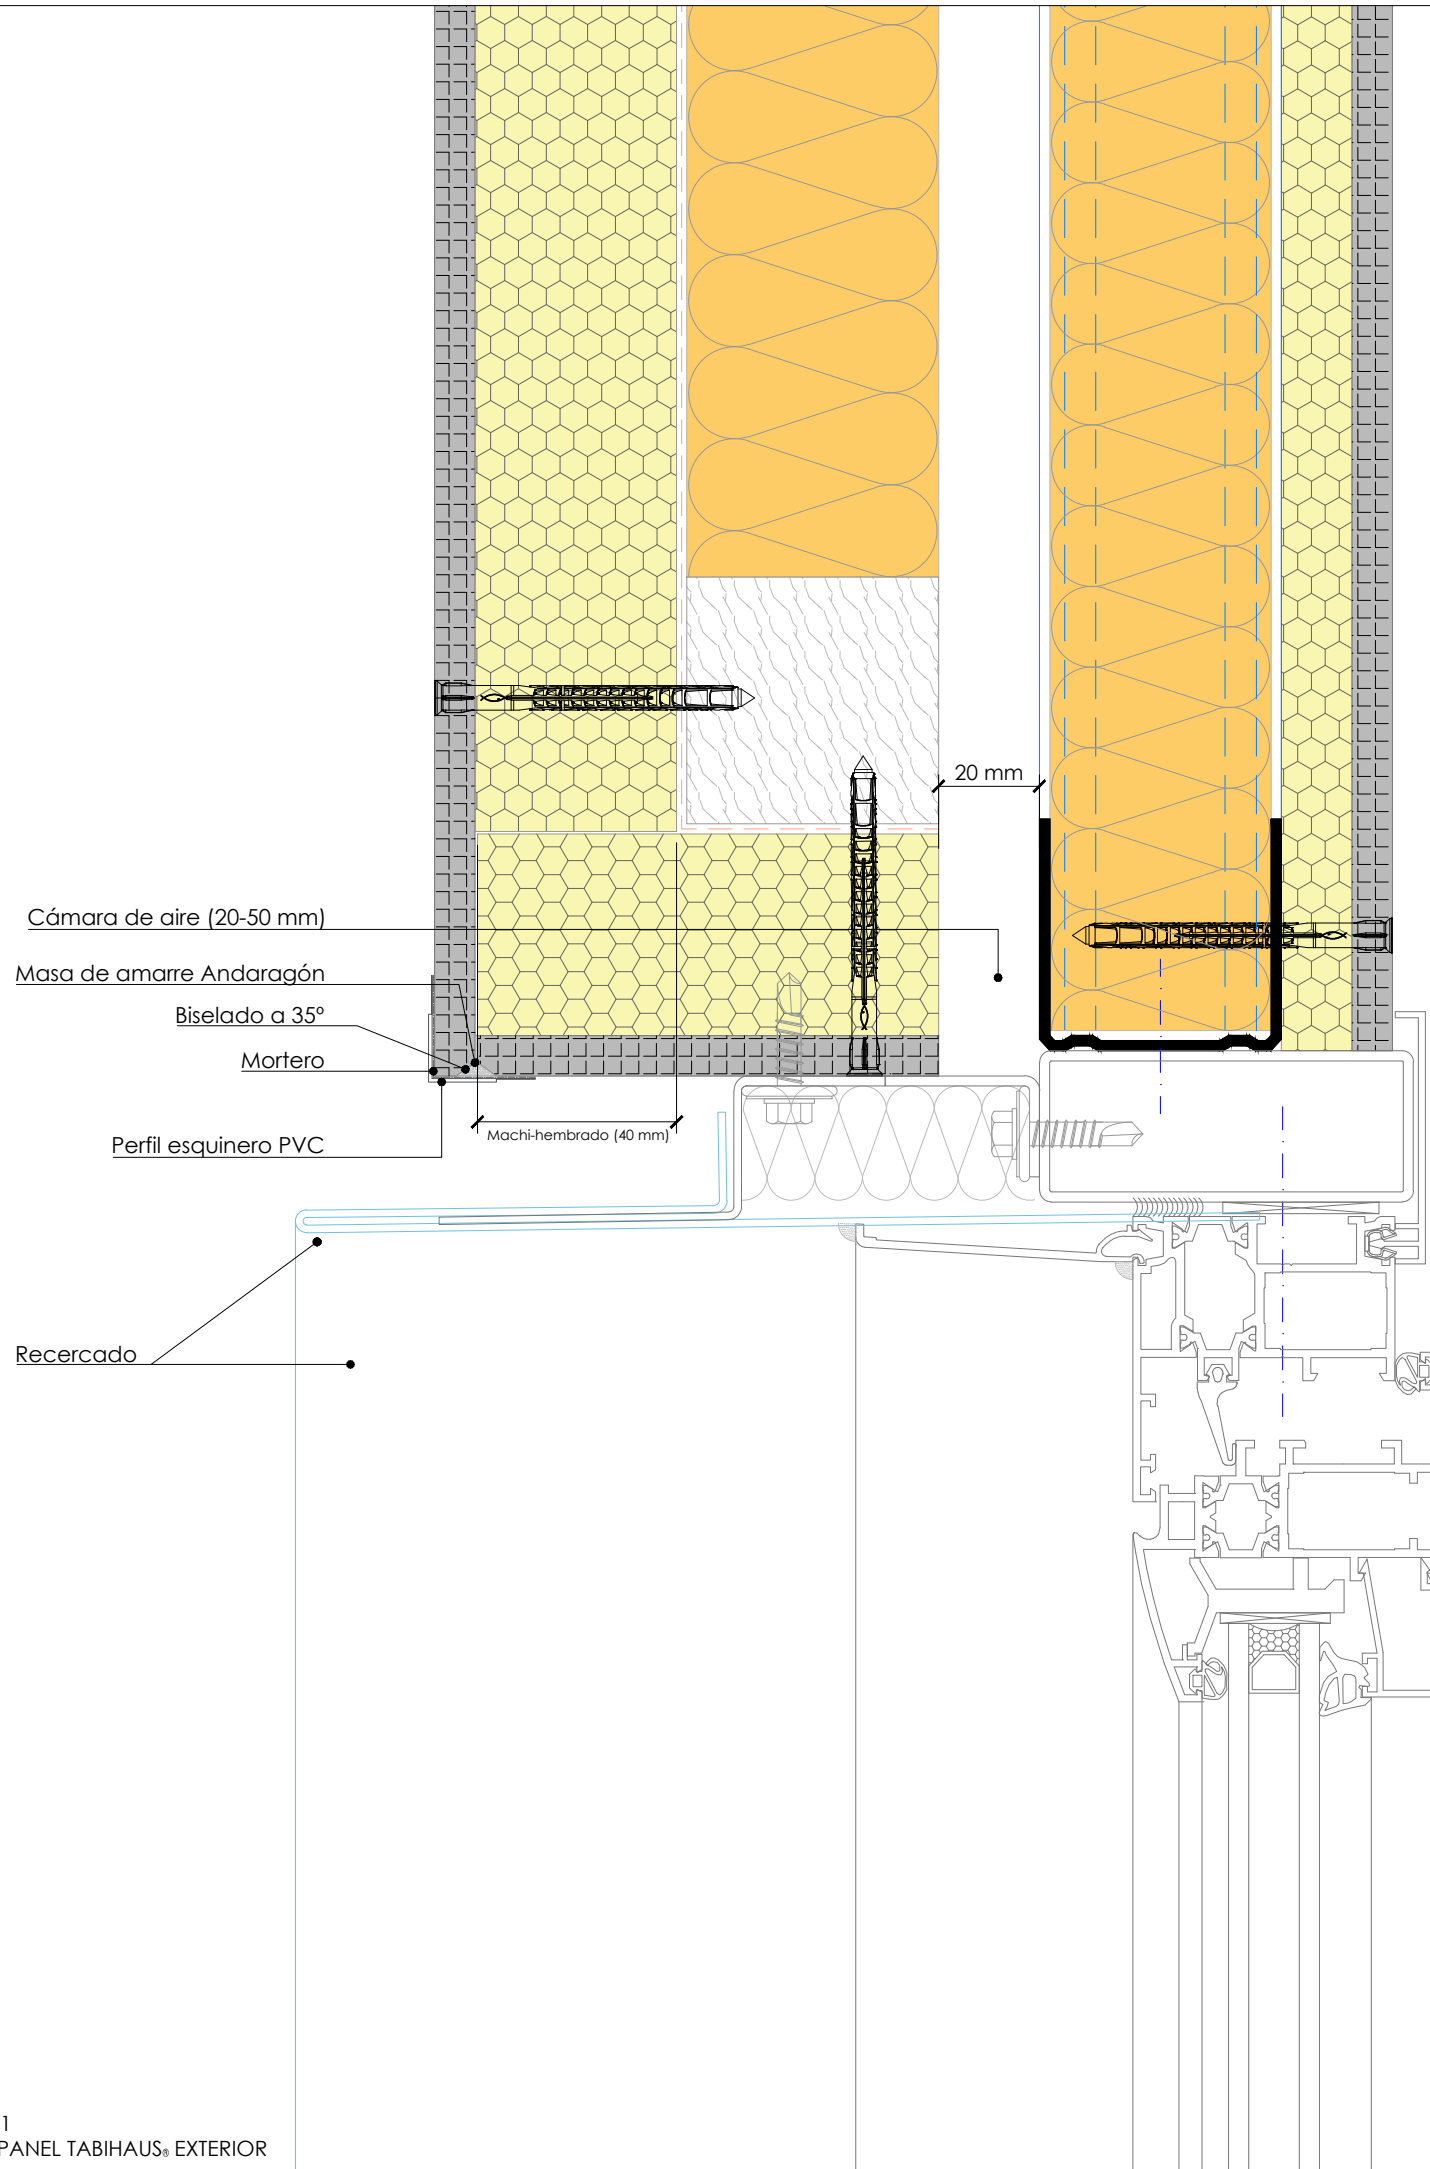 20 mm
Cámara de aire (20-50 mm)
Masa de amarre Andaragón
Biselado a 35º
Mortero
Machi-hembrado (40 mm)
Perfil esquinero PVC
Recercado
1
PANEL TABIHAUS® EXTERIOR